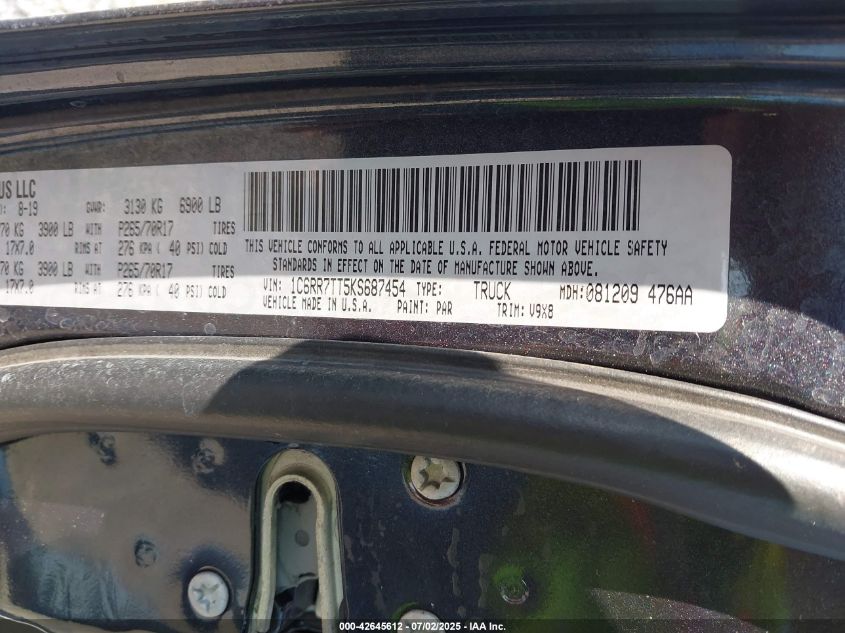 US LLC
: 8-19 GVWR: 3130 KG 6900 LB
70 KG 3900 LB WITH P265/70R17 TIRES
17X7.0 RIMS AT 276 KPA ( 40 PSI) COLD
70 KG 3900 LB WITH P265/70R17 TIRES
17X7.0 RIMS AT 276 KPA ( 40 PSI) COLD
THIS VEHICLE CONFORMS TO ALL APPLICABLE U.S.A. FEDERAL MOTOR VEHICLE SAFETY
STANDARDS IN EFFECT ON THE DATE OF MANUFACTURE SHOWN ABOVE.
VIN: 1C6RR7TT5KS687454 TYPE: TRUCK MDH:081209 476AA
VEHICLE MADE IN U.S.A. PAINT: PAR TRIM: V9X8
000-42645612 - 07/02/2025 - IAA Inc.